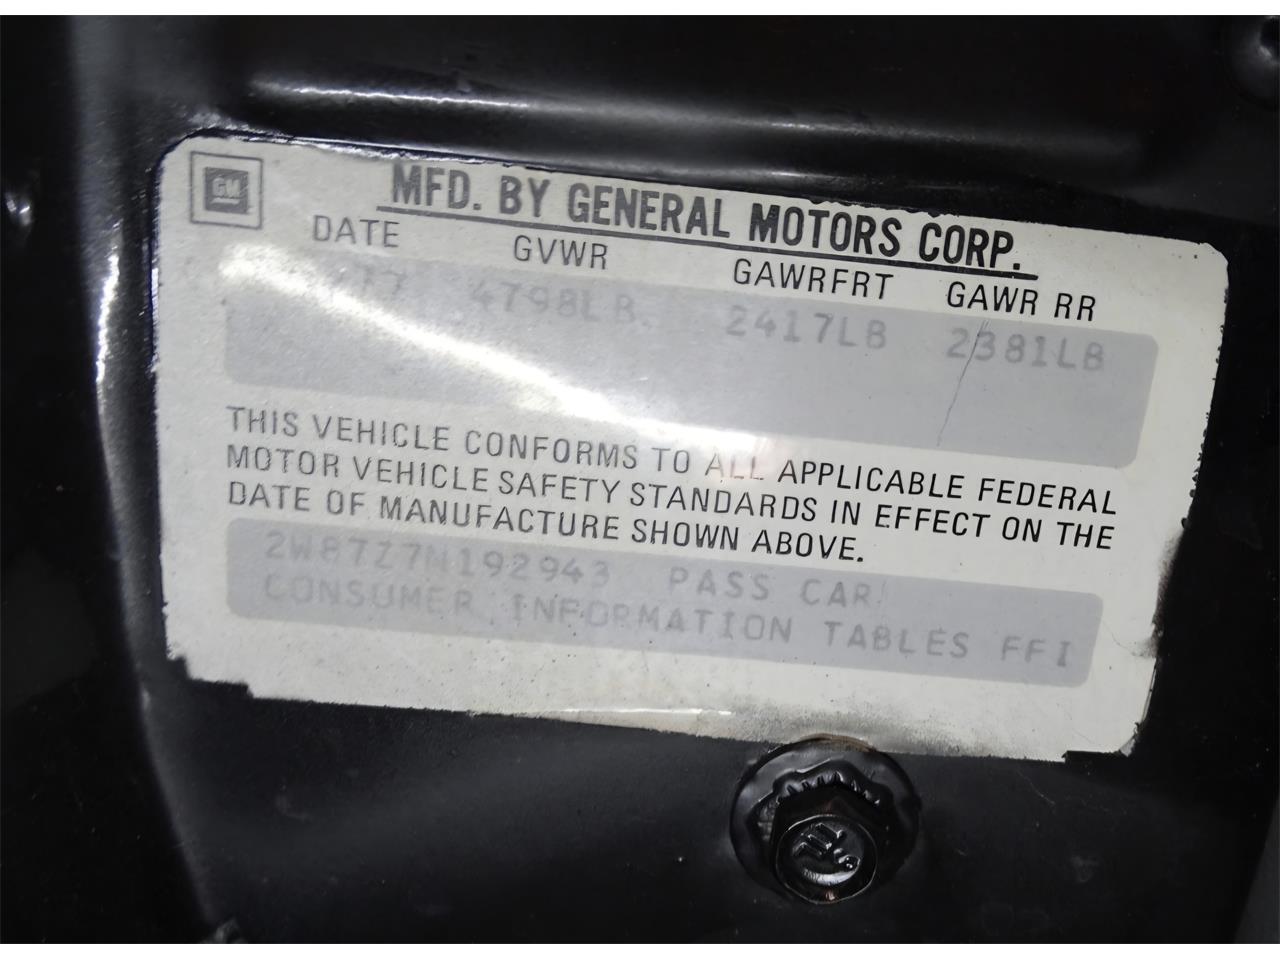 GM
MFD. BY GENERAL MOTORS CORP.
DATE GVWR GAWRFRT GAWR RR
77 4798LB. 2417LB 2381LB
THIS VEHICLE CONFORMS TO ALL APPLICABLE FEDERAL
MOTOR VEHICLE SAFETY STANDARDS IN EFFECT ON THE
DATE OF MANUFACTURE SHOWN ABOVE.
2W87Z7N192943 PASS CAR
CONSUMER INFORMATION TABLES FFI